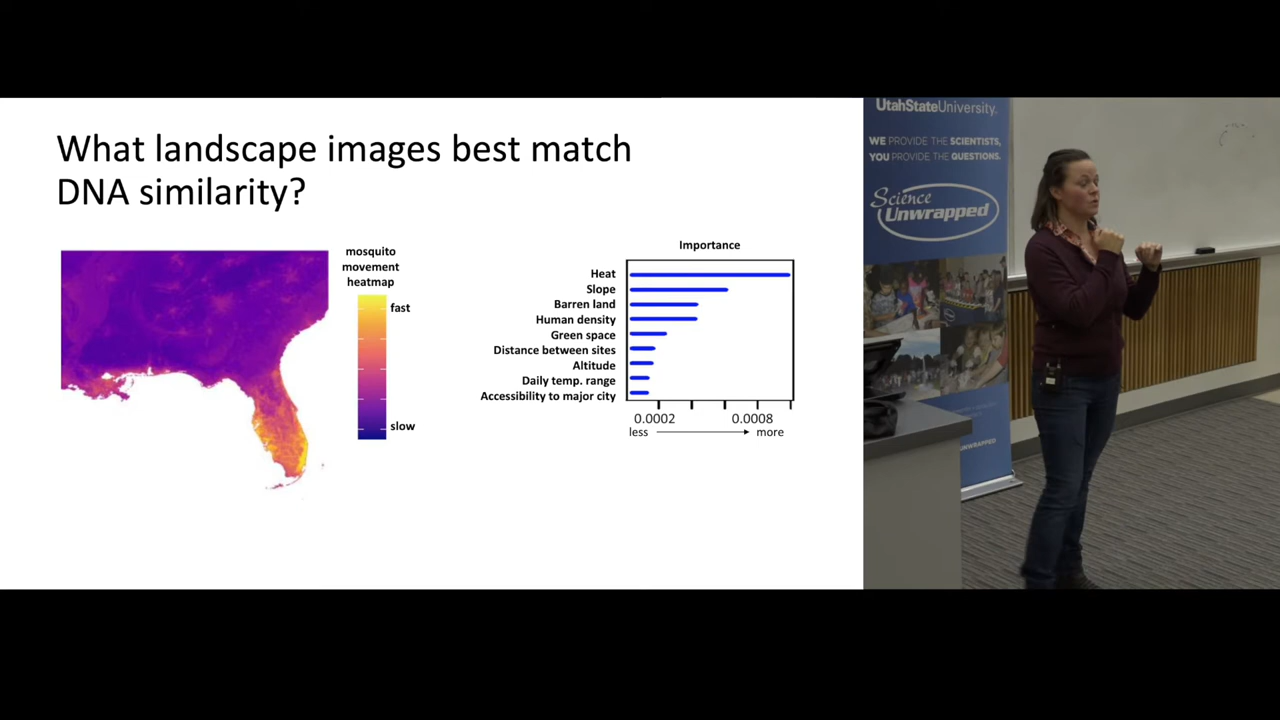 What landscape images best match
DNA similarity?
mosquito
movement
heatmap
fast
slow
Importance
Heat
Slope
Barren land
Human density
Green space
Distance between sites
Altitude
Daily temp. range
Accessibility to major city
0.0002
0.0008
less
more
UtahStateUniversity.
WE PROVIDE THE SCIENTISTS,
YOU PROVIDE THE QUESTIONS.
Science
Unwrapped